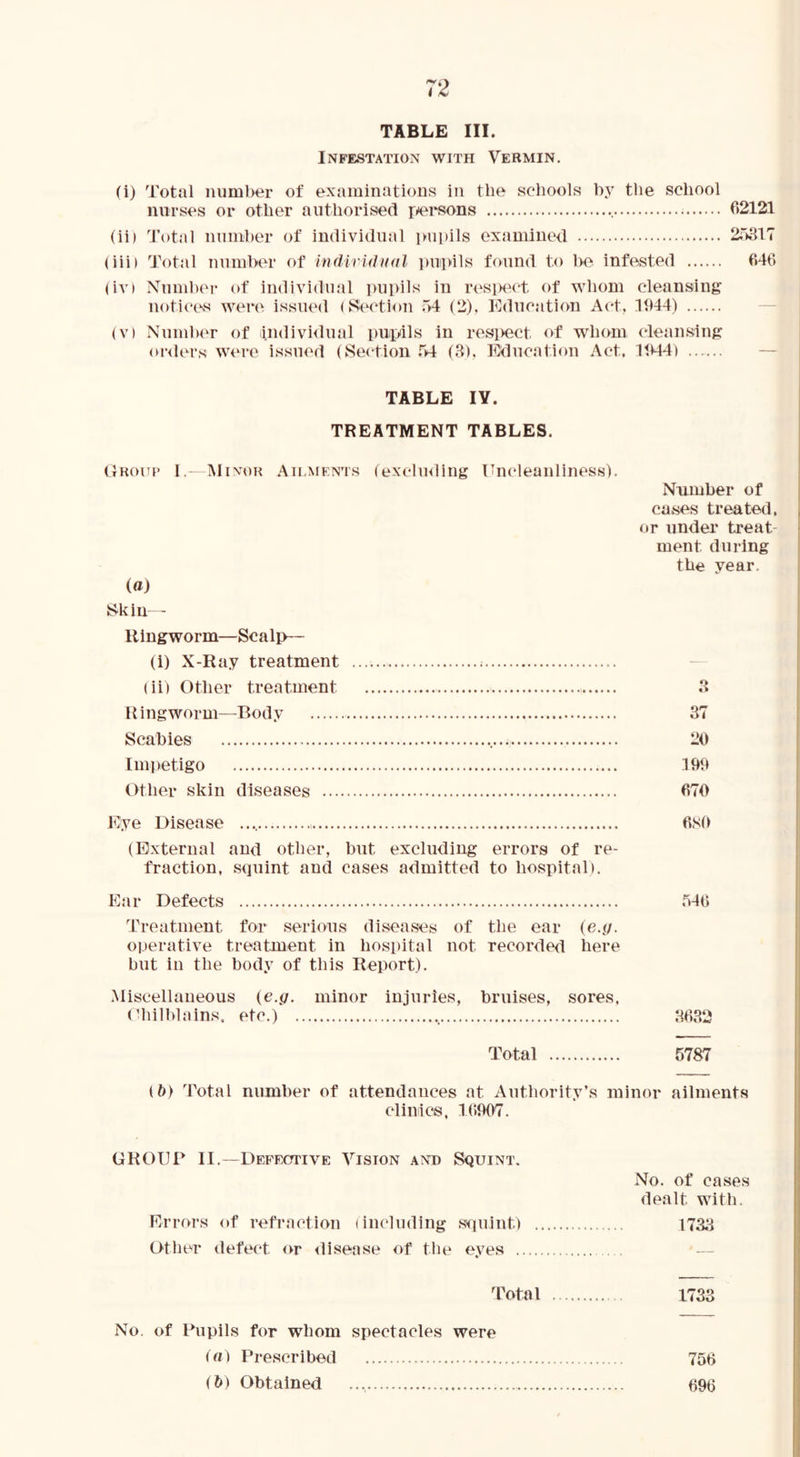 72
TABLE III.
INFESTATION WITH VERMIN.
(i) Total number of examinations in the schools by the school
nurses or other authorised persons ........ 62121
(ii) Total number of individual pupils examined ........ 25317
(iii) Total number of individual pupils found to be infested ...... 646
(iv) Number of individual pupils in respect of whom cleansing
notices were issued (Section 54 (2), Education Act, 1944) ...... —
(v) Number of individual pupils in respect of whom cleansing
orders were issued (Section 54 (3), Education Act, 1944) ...... —
TABLE IV.
TREATMENT TABLES.
GROUP I.—MINOR AILMENTS (excluding Uncleanliness).
Number of
cases treated,
or under treat-
ment during
the year.
(a)
Skin—
Ringworm—Scalp—
(i) X-Ray treatment ........ —
(ii) Other treatment ........ 3
Ringworm—Body ........ 37
Scabies ........ 20
Impetigo ........ 199
Other skin diseases ........ 670
Eye Disease ........ 680
(External and other, but excluding errors of re-
fraction, squint and cases admitted to hospital).
Ear Defects ........ 546
Treatment for serious diseases of the ear (e.g.
operative treatment in hospital not recorded here
but in the body of this Report).
Miscellaneous (e.g. minor injuries, bruises, sores,
Chilblains, etc.) ........ 3632
Total ........ 5787
(b) Total number of attendances at Authority's minor ailments
clinics, 16907.
GROUP II.—DEFECTIVE VISION AND SQUINT.
No. of cases
dealt with.
Errors of refraction (including squint) ........ 1733
Other defect or disease of the eyes ........ —
Total ........ 1733
No. of Pupils for whom spectacles were
(a) Prescribed ........ 756
(b) Obtained ........ 696